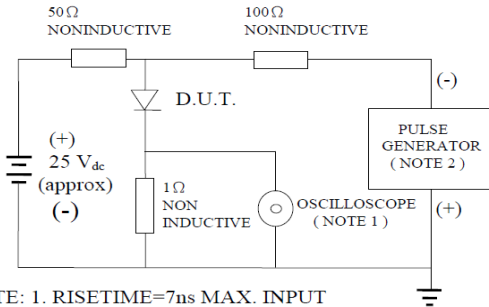 50Ω
NONINDUCTIVE
100Ω
NONINDUCTIVE
(-)
D.U.T.
PULSE
GENERATOR
( NOTE 2 )
(+)
25 Vdc
(approx)
(-)
1Ω
NON
INDUCTIVE
OSCILLOSCOPE
( NOTE 1 )
(+)
TE: 1. RISETIME=7ns MAX. INPUT